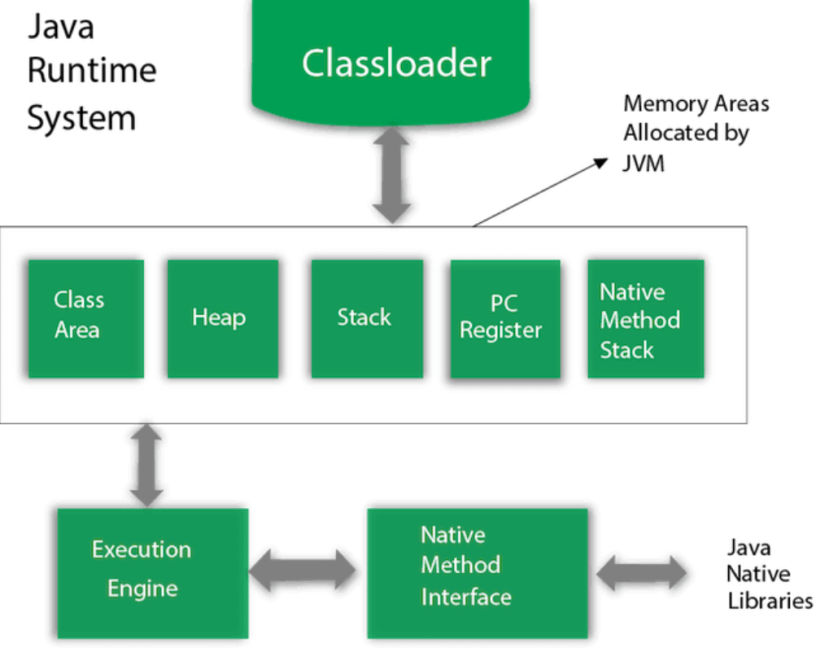 Java
Runtime
System
Classloader
Memory Areas
Allocated by
JVM
Class
Area
Heap
Stack
PC
Register
Native
Method
Stack
Execution
Engine
Native
Method
Interface
Java
Native
Libraries